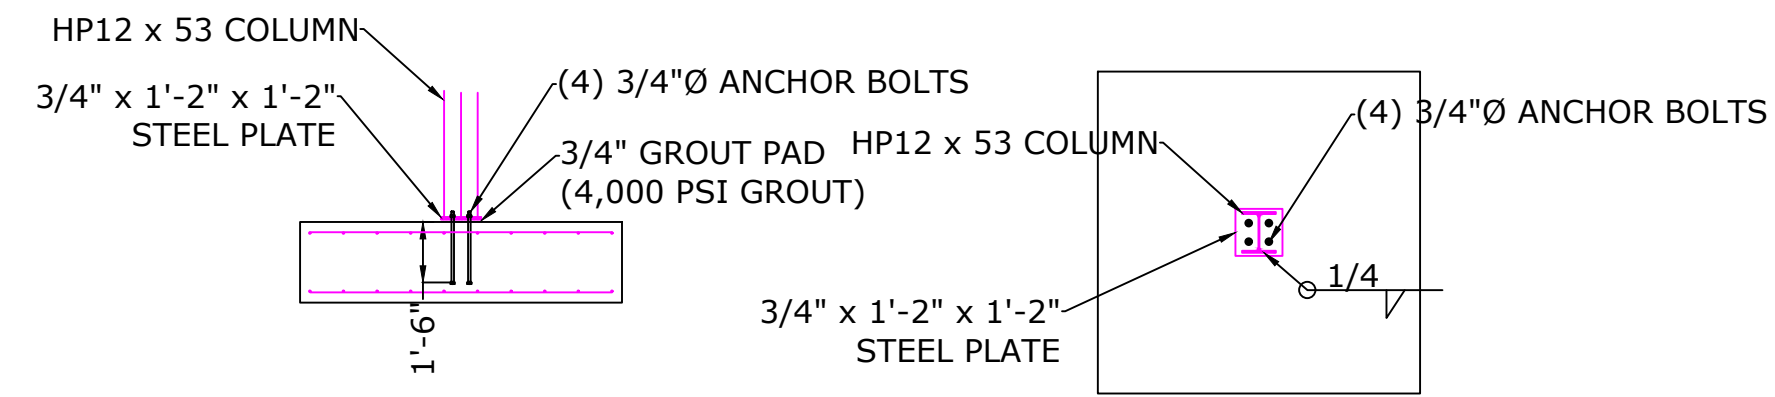 HP12 x 53 COLUMN
3/4" x 1'-2" x 1'-2"
STEEL PLATE
(4) 3/4"Ø ANCHOR BOLTS
3/4" GROUT PAD
(4,000 PSI GROUT)
1'-6"
HP12 x 53 COLUMN
(4) 3/4"Ø ANCHOR BOLTS
1/4
3/4" x 1'-2" x 1'-2"
STEEL PLATE